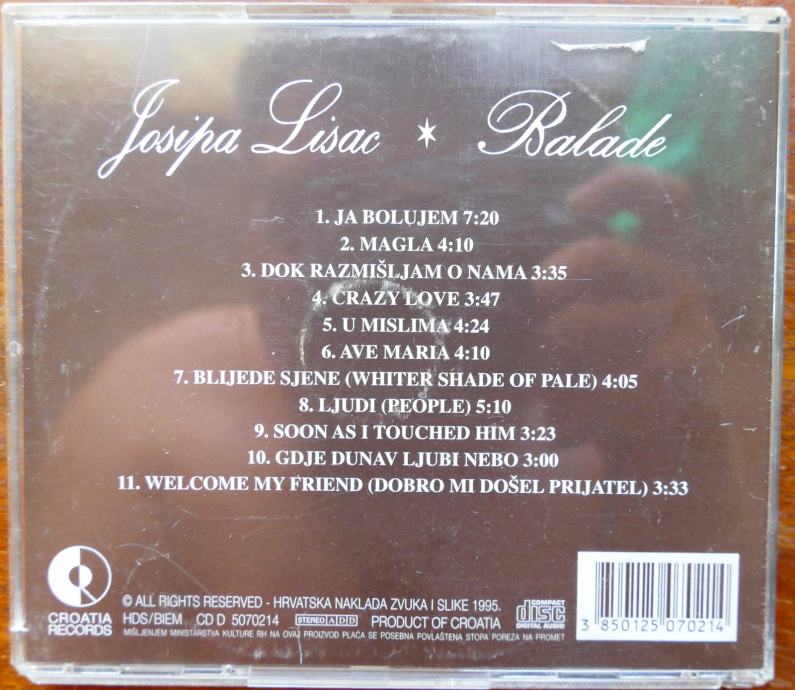 Josipa Lisac * Balade
1. JA BOLUJEM 7:20
2. MAGLA 4:10
3. DOK RAZMIŠLJAM O NAMA 3:35
4. CRAZY LOVE 3:47
5. U MISLIMA 4:24
6. AVE MARIA 4:10
7. BLIJEDE SJENE (WHITER SHADE OF PALE) 4:05
8. LJUDI (PEOPLE) 5:10
9. SOON AS I TOUCHED HIM 3:23
10. GDJE DUNAV LJUBI NEBO 3:00
11. WELCOME MY FRIEND (DOBRO MI DOŠEL PRIJATEL) 3:33
CROATIA
RECORDS
© ALL RIGHTS RESERVED - HRVATSKA NAKLADA ZVUKA I SLIKE 1995.
HDS/BIEM CD D 5070214 STEREO ADD PRODUCT OF CROATIA
MIŠLJENJEM MINISTARSTVA KULTURE RH NA OVAJ PROIZVOD PLAĆA SE POSEBNA POVLAŠTENA STOPA POREZA NA PROMET
COMPACT
disc
DIGITAL AUDIO
3 850125 070214